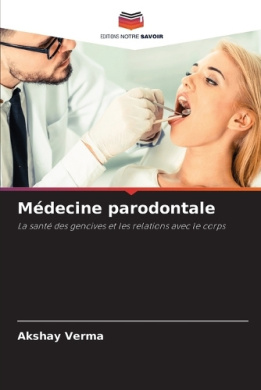 EDITIONS NOTRE SAVOIR
Médecine parodontale
La santé des gencives et les relations avec le corps
Akshay Verma